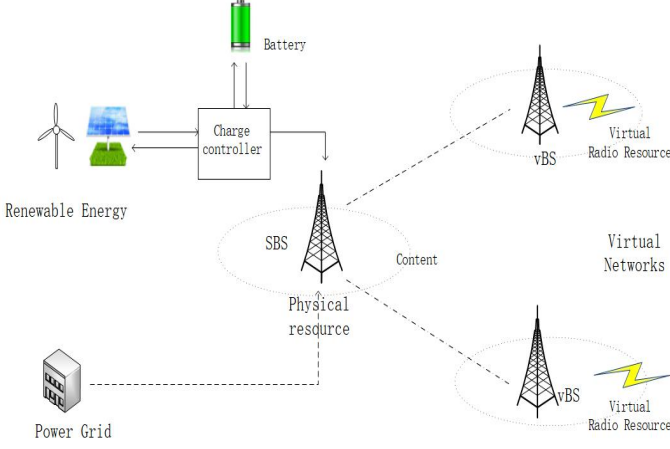 Battery
Charge
controller
Renewable Energy
SBS
Content
Physical
resource
Power Grid
vBS
Virtual
Radio Resource
Virtual
Networks
vBS
Virtual
Radio Resource